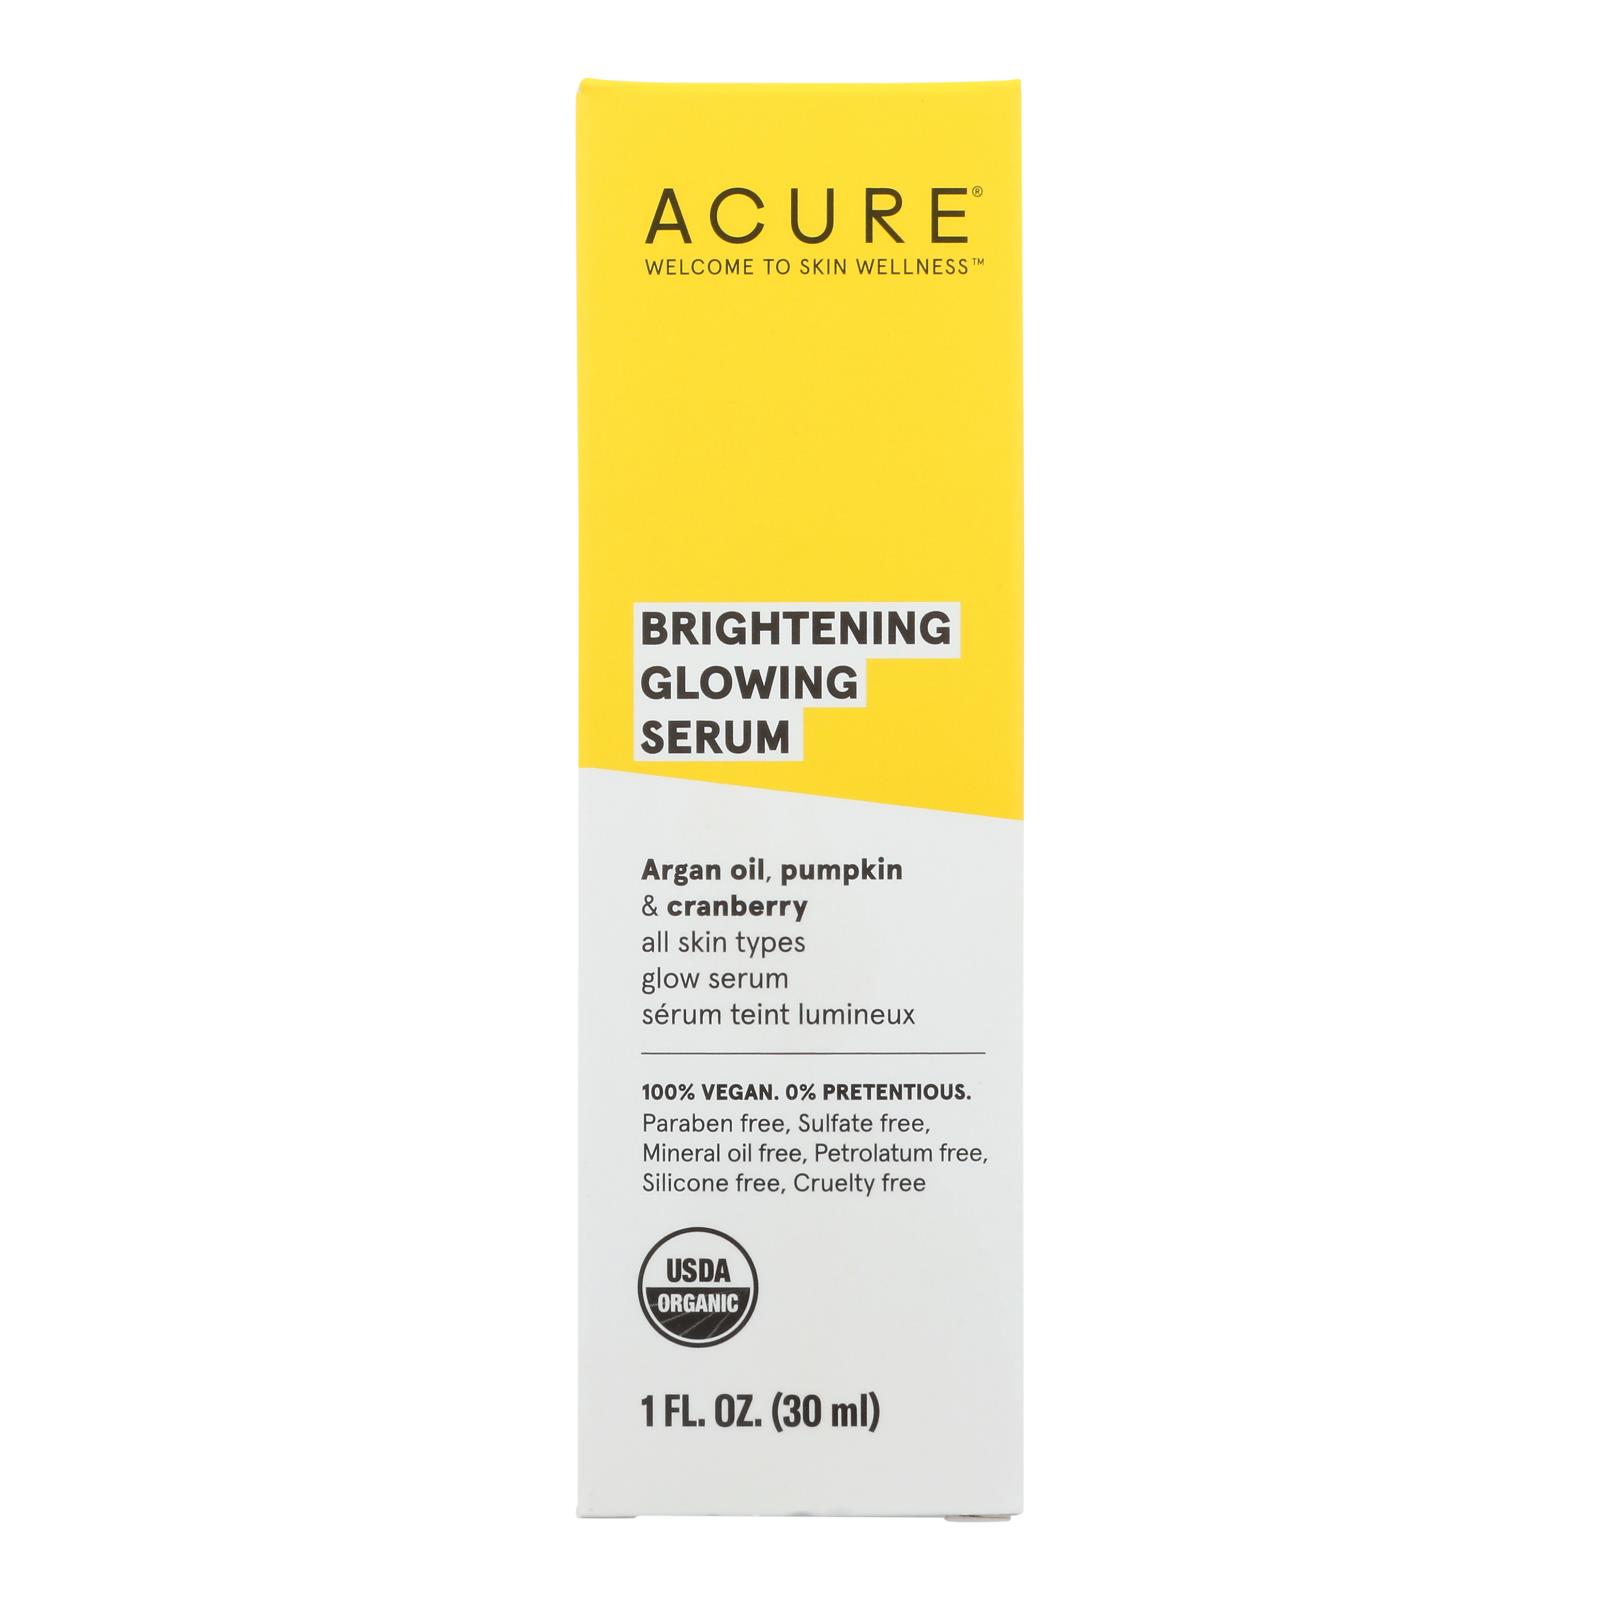 ACURE®
WELCOME TO SKIN WELLNESS™
BRIGHTENING
GLOWING
SERUM
Argan oil, pumpkin
& cranberry
all skin types
glow serum
sérum teint lumineux
100% VEGAN. 0% PRETENTIOUS.
Paraben free, Sulfate free,
Mineral oil free, Petrolatum free,
Silicone free, Cruelty free
USDA
ORGANIC
1 FL. OZ. (30 ml)